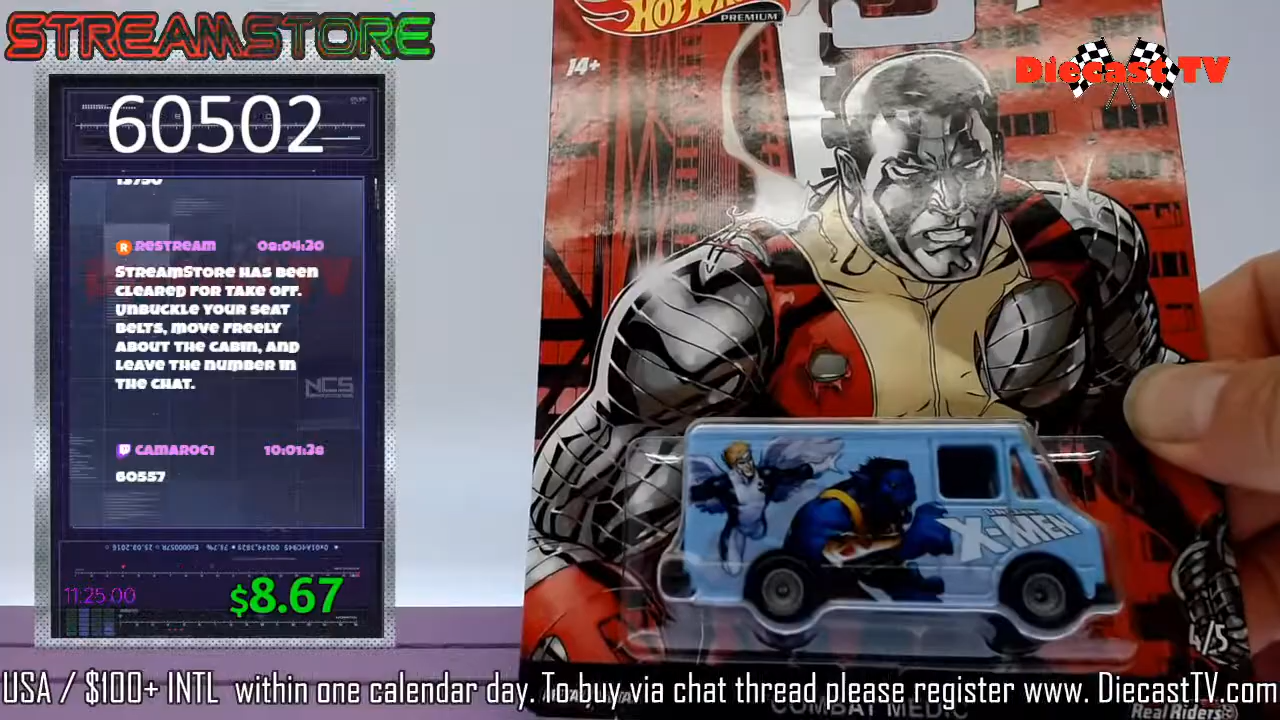 STREAMSTORE
60502
13750
RESTREAM 08:04:20
STREAMSTORE HAS BEEN
CLEARED FOR TAKE OFF.
UNBUCKLE YOUR SEAT
BELTS, MOVE FREELY
ABOUT THE CABIN, AND
LEAVE THE NUMBER IN
THE CHAT.
NCS
CAMAROC1 10:01:28
60557
11:25:00
$8.67
HOT WHEELS
PREMIUM
14+
Diecast TV
UNCANNY
X-MEN
4/5
COMBAT MEDIC
Real Riders
USA / $100+ INTL within one calendar day. To buy via chat thread please register www. DiecastTV.com